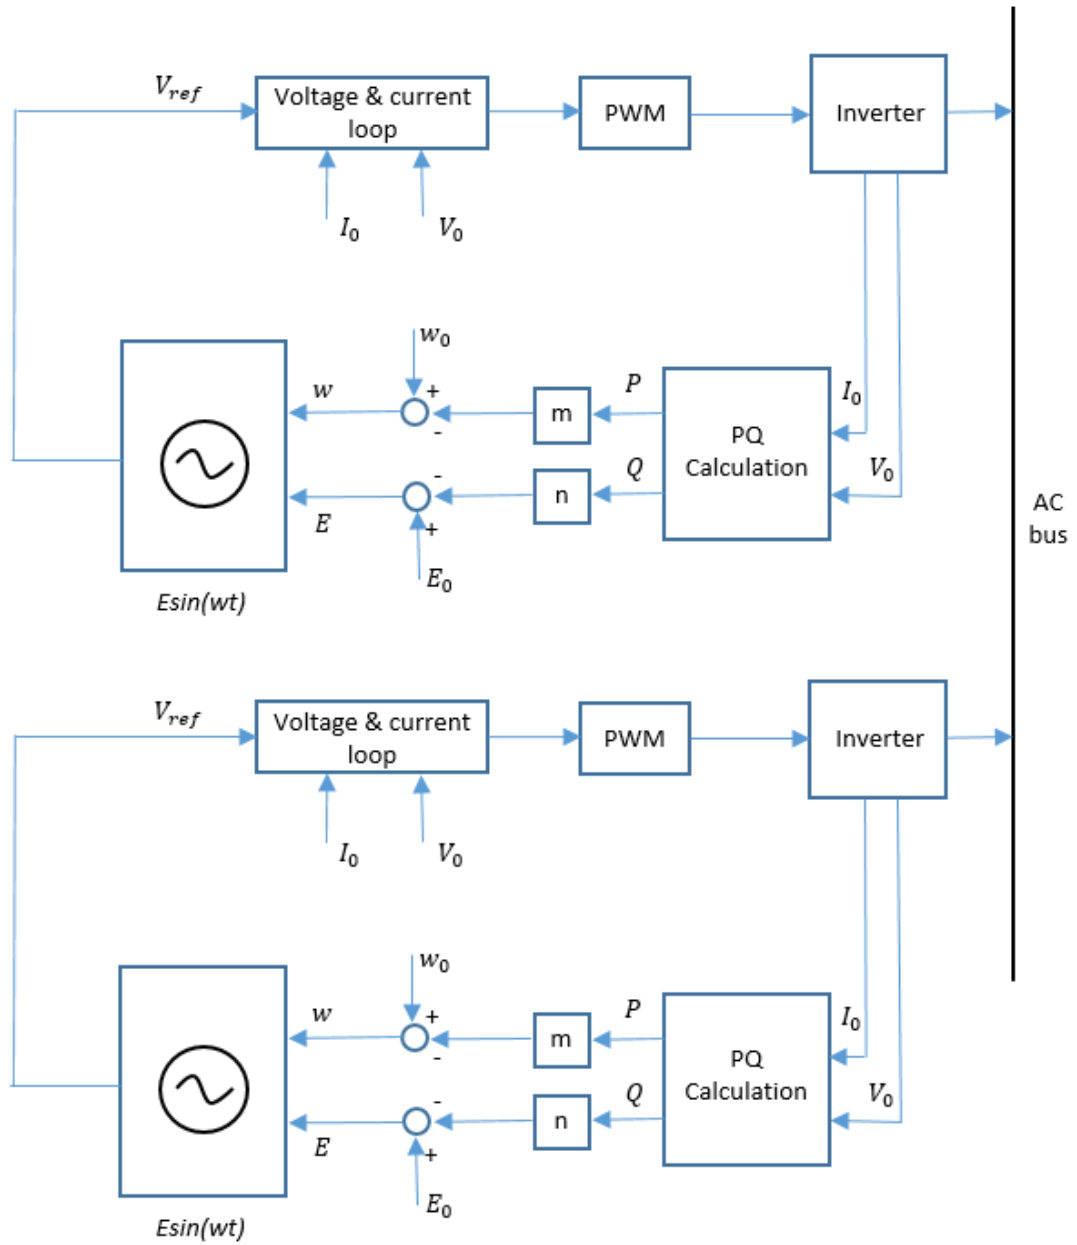 V_ref
Voltage & current
loop
PWM
Inverter
I_0
V_0
w_0
+
w
-
m
P
I_0
PQ
Calculation
-
n
Q
V_0
E
+
E_0
Esin(wt)
AC
bus
V_ref
Voltage & current
loop
PWM
Inverter
I_0
V_0
w_0
+
w
-
m
P
I_0
PQ
Calculation
-
n
Q
V_0
E
+
E_0
Esin(wt)